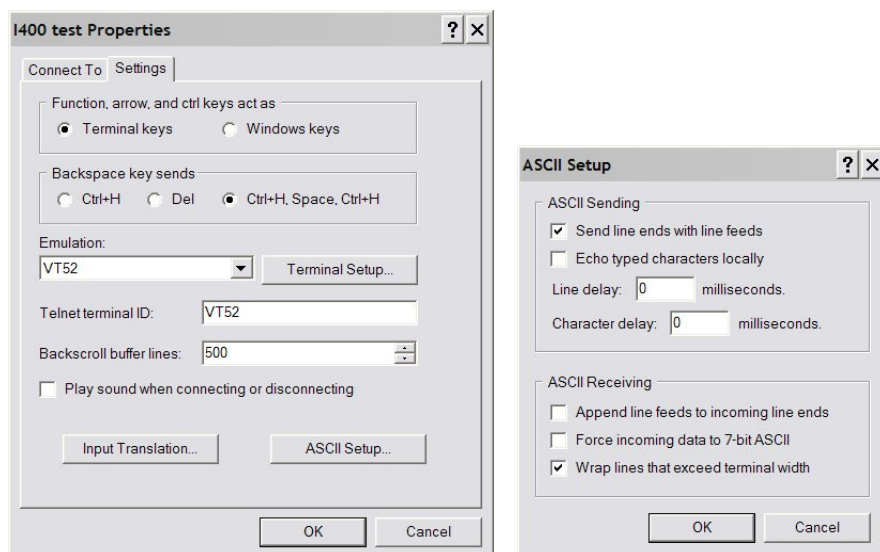 I400 test Properties
Connect To Settings
Function, arrow, and ctrl keys act as
Terminal keys Windows keys
Backspace key sends
Ctrl+H Del Ctrl+H, Space, Ctrl+H
Emulation:
VT52 Terminal Setup...
Telnet terminal ID: VT52
Backscroll buffer lines: 500
Play sound when connecting or disconnecting
Input Translation... ASCII Setup...
OK Cancel
ASCII Setup
ASCII Sending
Send line ends with line feeds
Echo typed characters locally
Line delay: 0 milliseconds.
Character delay: 0 milliseconds.
ASCII Receiving
Append line feeds to incoming line ends
Force incoming data to 7-bit ASCII
Wrap lines that exceed terminal width
OK Cancel